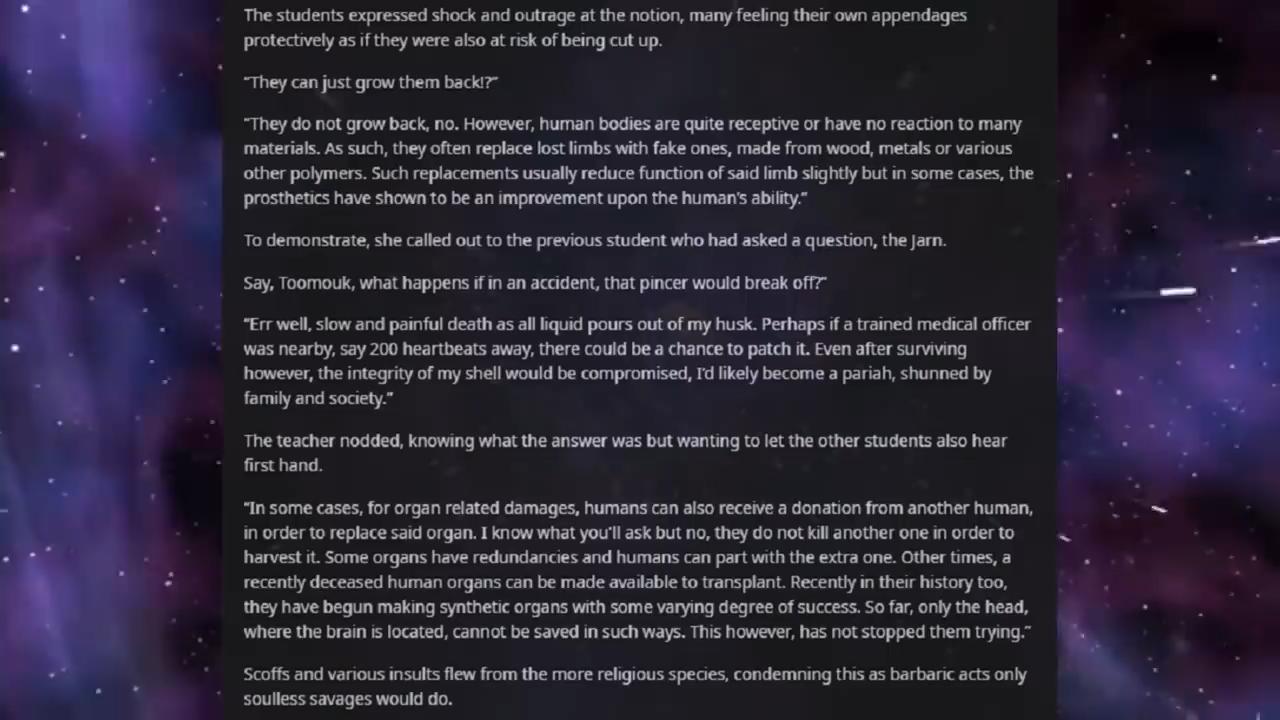 The students expressed shock and outrage at the notion, many feeling their own appendages
protectively as if they were also at risk of being cut up.
“They can just grow them back!?”
“They do not grow back, no. However, human bodies are quite receptive or have no reaction to many
materials. As such, they often replace lost limbs with fake ones, made from wood, metals or various
other polymers. Such replacements usually reduce function of said limb slightly but in some cases, the
prosthetics have shown to be an improvement upon the human's ability.”
To demonstrate, she called out to the previous student who had asked a question, the Jarn.
Say, Toomouk, what happens if in an accident, that pincer would break off?”
“Err well, slow and painful death as all liquid pours out of my husk. Perhaps if a trained medical officer
was nearby, say 200 heartbeats away, there could be a chance to patch it. Even after surviving
however, the integrity of my shell would be compromised, I'd likely become a pariah, shunned by
family and society.”
The teacher nodded, knowing what the answer was but wanting to let the other students also hear
first hand.
“In some cases, for organ related damages, humans can also receive a donation from another human,
in order to replace said organ. I know what you'll ask but no, they do not kill another one in order to
harvest it. Some organs have redundancies and humans can part with the extra one. Other times, a
recently deceased human organs can be made available to transplant. Recently in their history too,
they have begun making synthetic organs with some varying degree of success. So far, only the head,
where the brain is located, cannot be saved in such ways. This however, has not stopped them trying.”
Scoffs and various insults flew from the more religious species, condemning this as barbaric acts only
soulless savages would do.